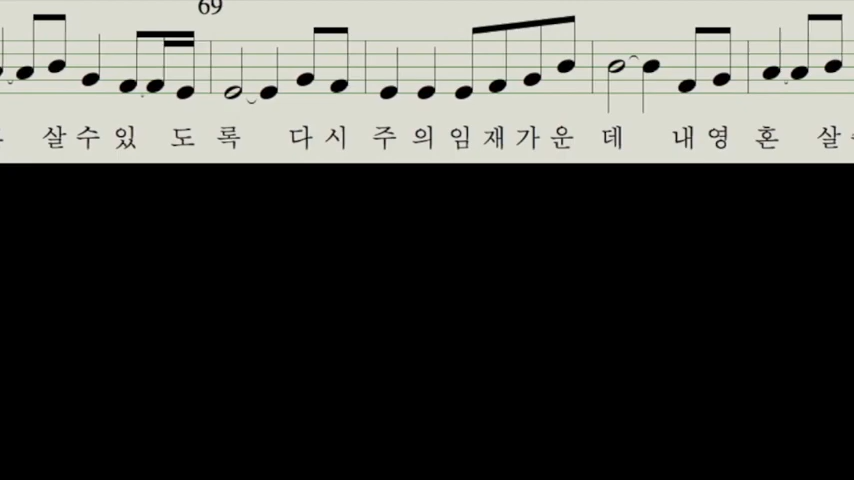 69
살 수 있 도 록 다 시 주 의 임 재 가 운 데 내 영 혼 살